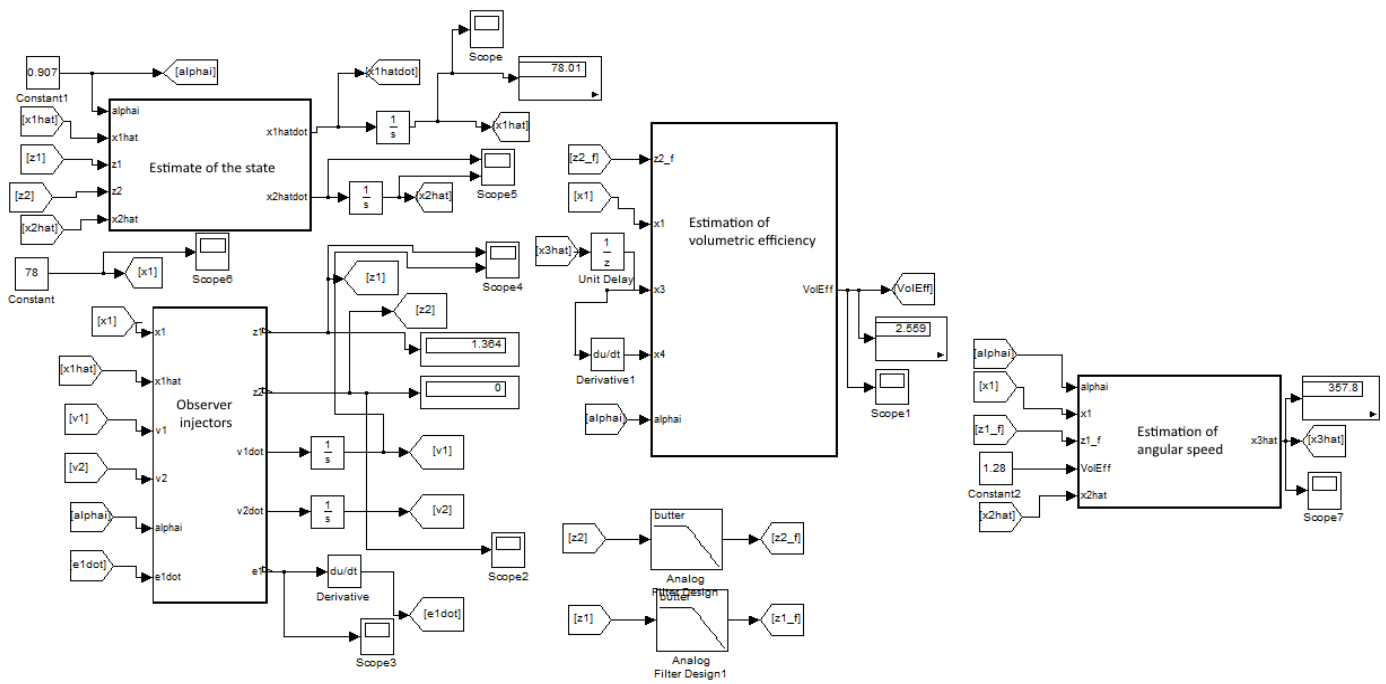 0.907
Constant1
[alphai]
[x1hat]
[z1]
[z2]
[x2hat]
alphai
x1hat
z1
z2
x2hat
Estimate of the state
x1hatdot
x2hatdot
[x1hatdot]
1
s
Scope
78.01
[x1hat]
1
s
[x2hat]
Scope5
78
Constant
[x1]
Scope6
[x1]
[x1hat]
[v1]
[v2]
[alphai]
[e1dot]
x1
x1hat
v1
v2
alphai
e1dot
Observer
injectors
z1
z2
v1dot
v2dot
e1
[z1]
[z2]
Scope4
1.364
0
1
s
[v1]
1
s
[v2]
Scope2
du/dt
Derivative
[e1dot]
Scope3
[z2_f]
[x1]
[x3hat]
1
z
Unit Delay
du/dt
Derivative1
[alphai]
z2_f
x1
x3
x4
alphai
Estimation of
volumetric efficiency
VolEff
[VolEff]
2.559
Scope1
[z2]
butter
Analog
Filter Design
[z2_f]
[z1]
butter
Analog
Filter Design1
[z1_f]
[alphai]
[x1]
[z1_f]
1.28
Constant2
[x2hat]
alphai
x1
z1_f
VolEff
x2hat
Estimation of
angular speed
x3hat
357.8
[x3hat]
Scope7